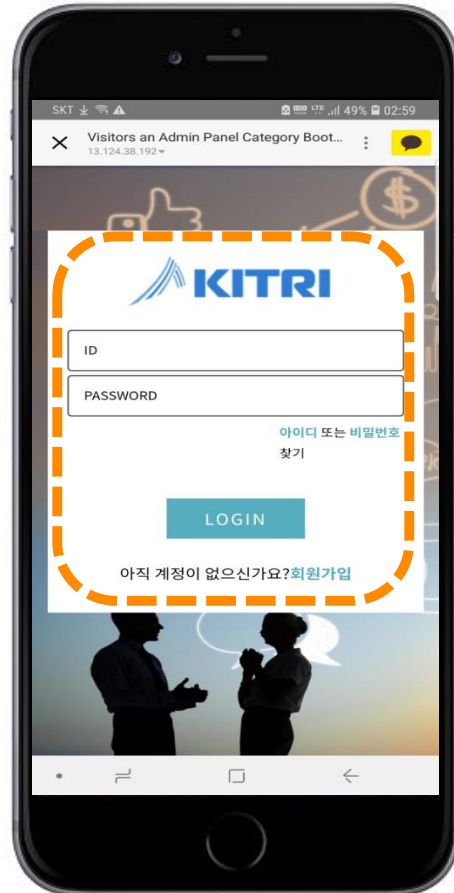 SKT LTE 49% 02:59
Visitors an Admin Panel Category Boot...
13.124.38.192
KITRI
ID
PASSWORD
아이디 또는 비밀번호
찾기
LOGIN
아직 계정이 없으신가요?회원가입